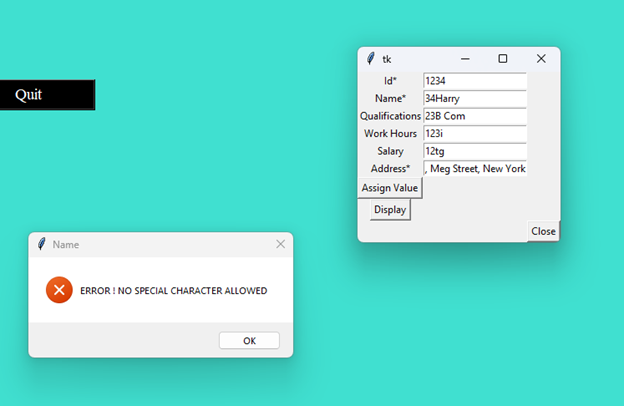 Quit
tk
Id* 1234
Name* 34Harry
Qualifications 23B Com
Work Hours 123i
Salary 12tg
Address* , Meg Street, New York
Assign Value
Display
Close
Name
ERROR ! NO SPECIAL CHARACTER ALLOWED
OK